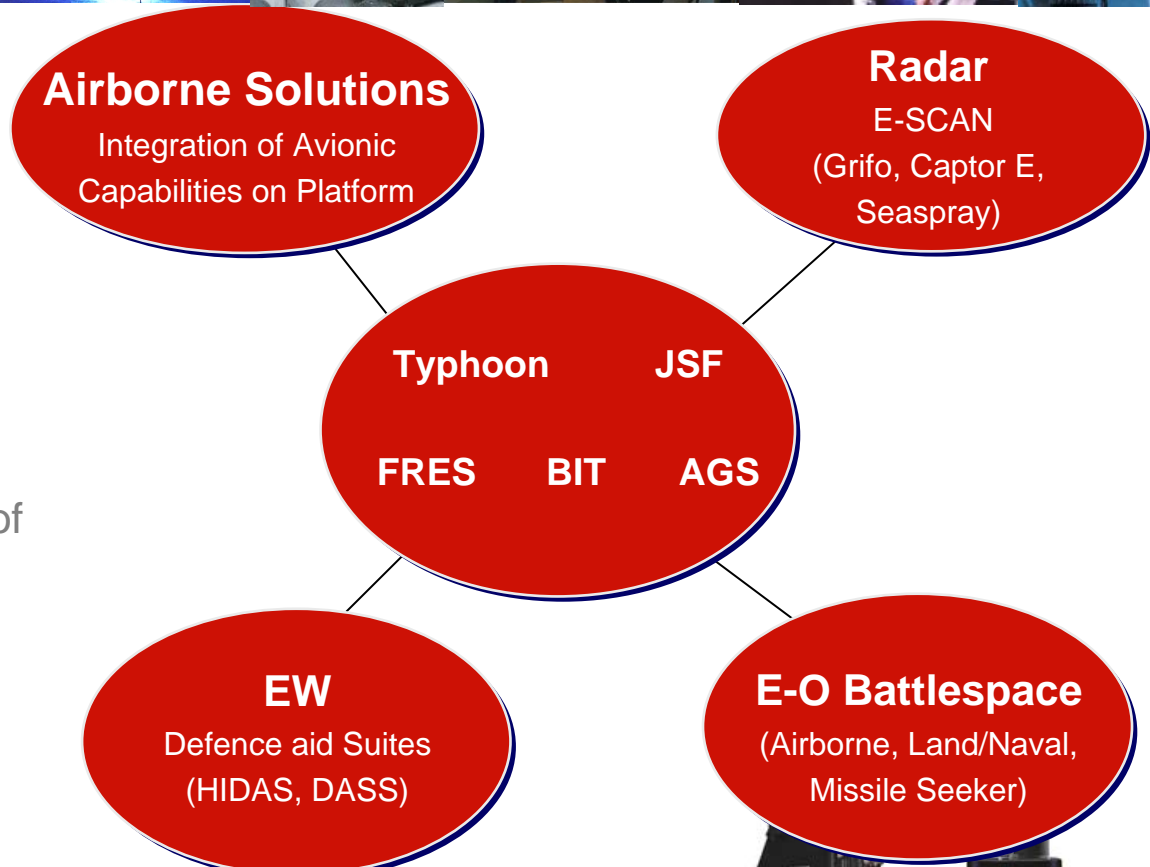 Airborne Solutions
Integration of Avionic
Capabilities on Platform
Radar
E-SCAN
(Grifo, Captor E,
Seaspray)
Typhoon JSF
FRES BIT AGS
of
EW
Defence aid Suites
(HIDAS, DASS)
E-O Battlespace
(Airborne, Land/Naval,
Missile Seeker)